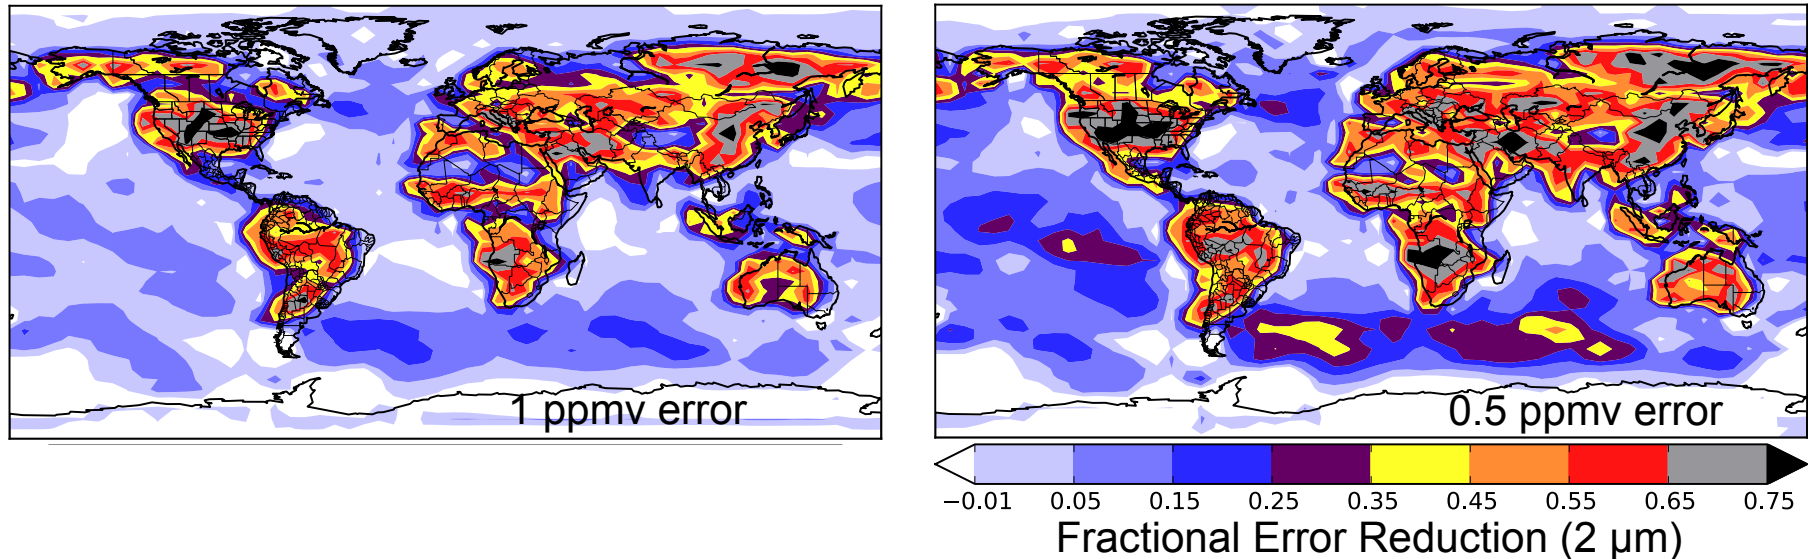 1 ppmv error
0.5 ppmv error
−0.01 0.05 0.15 0.25 0.35 0.45 0.55 0.65 0.75
Fractional Error Reduction (2 μm)